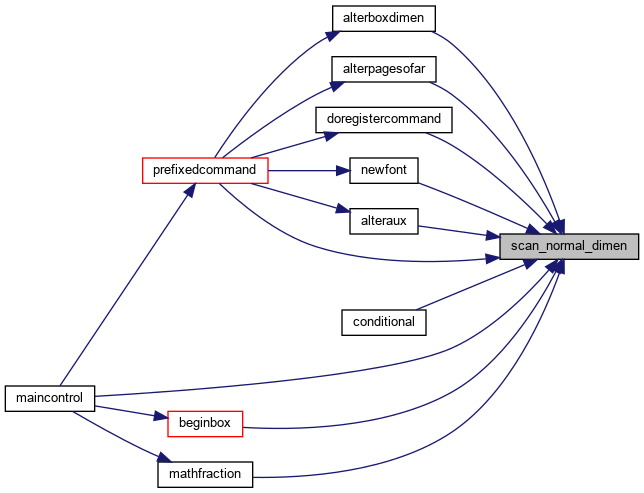 alterboxdimen
alterpagesofar
doregistercommand
prefixedcommand
newfont
alteraux
scan_normal_dimen
conditional
maincontrol
beginbox
mathfraction